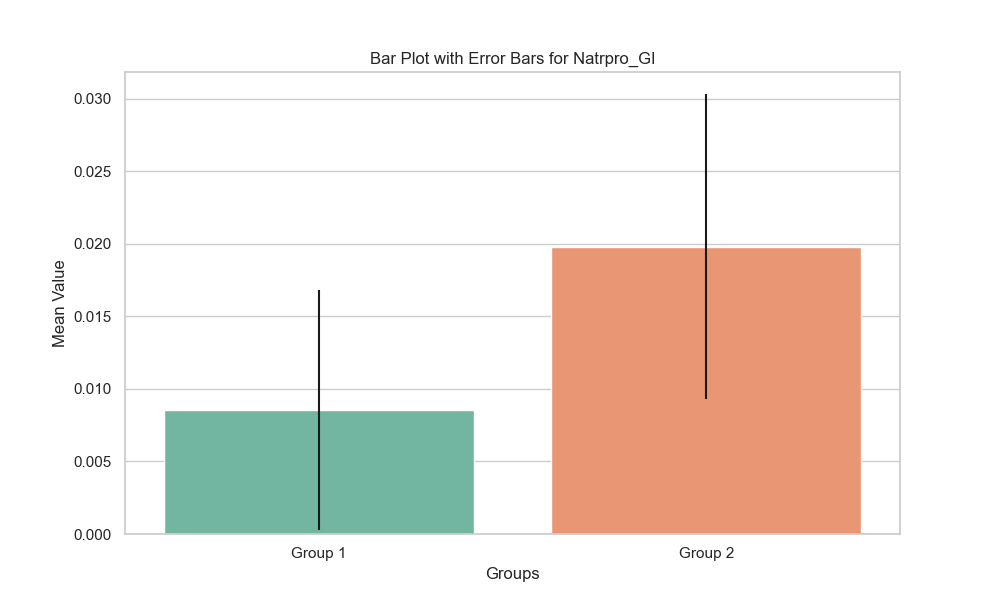 Bar Plot with Error Bars for Natrpro_GI
0.030
0.025
0.020
0.015
0.010
0.005
0.000
Mean Value
Group 1
Group 2
Groups